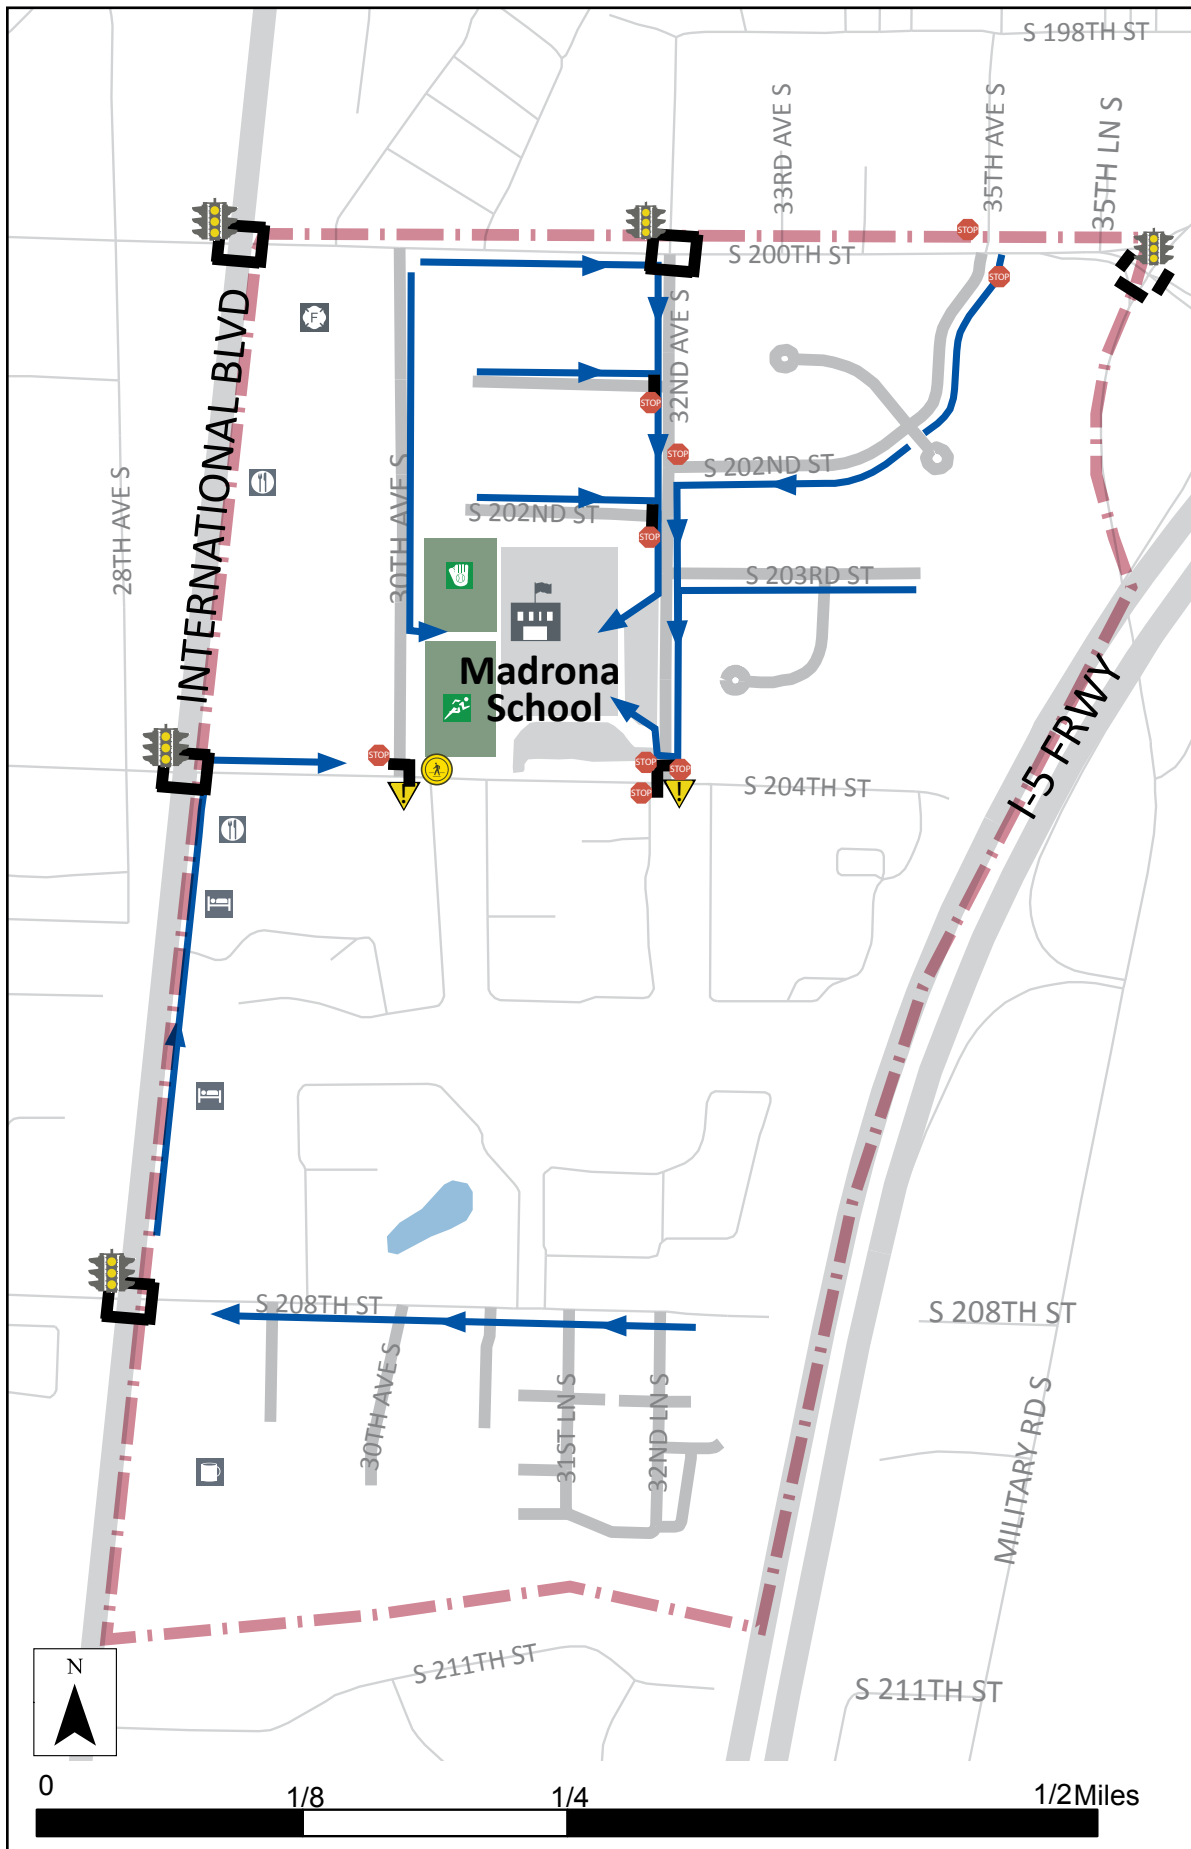 S 198TH ST
33RD AVE S
35TH AVE S
35TH LN S
STOP
S 200TH ST
STOP
F
INTERNATIONAL BLVD
32ND AVE S
STOP
STOP
S 202ND ST
28TH AVE S
30TH AVE S
S 202ND ST
STOP
S 203RD ST
Madrona
School
I-5 FRWY
STOP
STOP
STOP
STOP
S 204TH ST
!
!
S 208TH ST
S 208TH ST
30TH AVE S
31ST LN S
32ND LN S
MILITARY RD S
S 211TH ST
S 211TH ST
N
0
1/8
1/4
1/2 Miles